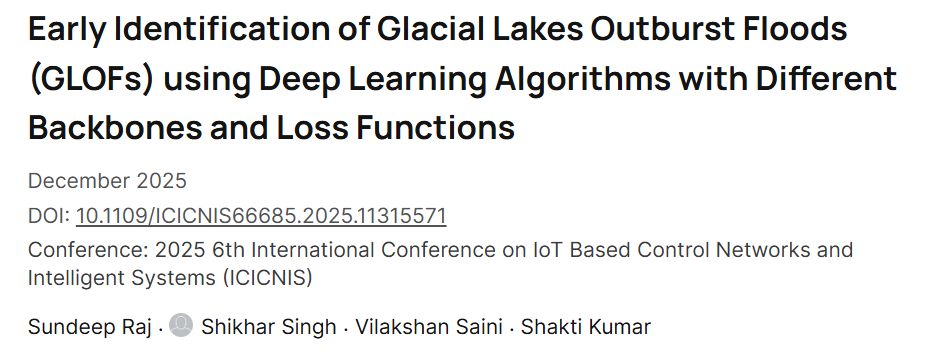 Early Identification of Glacial Lakes Outburst Floods
(GLOFs) using Deep Learning Algorithms with Different
Backbones and Loss Functions
December 2025
DOI: 10.1109/ICICNIS66685.2025.11315571
Conference: 2025 6th International Conference on IoT Based Control Networks and
Intelligent Systems (ICICNIS)
Sundeep Raj · Shikhar Singh · Vilakshan Saini · Shakti Kumar